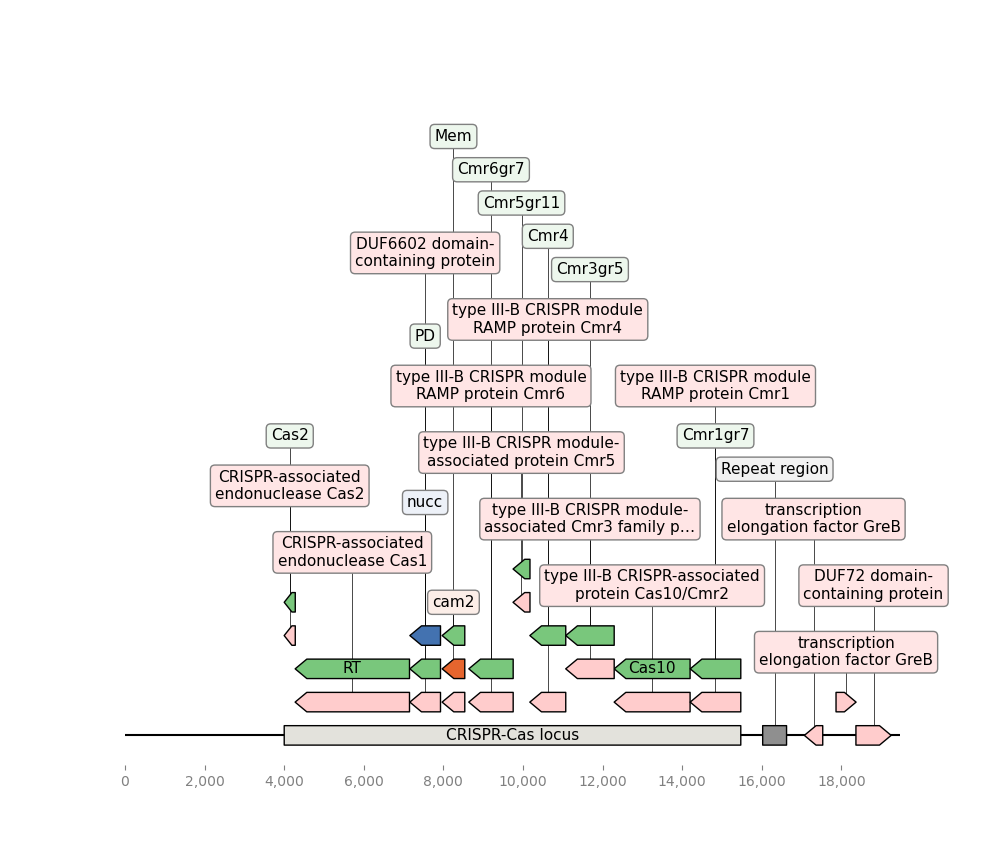 Mem
Cmr6gr7
Cmr5gr11
Cmr4
DUF6602 domain-
containing protein
Cmr3gr5
type III-B CRISPR module
RAMP protein Cmr4
PD
type III-B CRISPR module
RAMP protein Cmr6
type III-B CRISPR module
RAMP protein Cmr1
Cas2
Cmr1gr7
type III-B CRISPR module-
associated protein Cmr5
Repeat region
CRISPR-associated
endonuclease Cas2
nucc
type III-B CRISPR module-
associated Cmr3 family p...
transcription
elongation factor GreB
CRISPR-associated
endonuclease Cas1
type III-B CRISPR-associated
protein Cas10/Cmr2
DUF72 domain-
containing protein
cam2
transcription
elongation factor GreB
RT
Cas10
CRISPR-Cas locus
0 2,000 4,000 6,000 8,000 10,000 12,000 14,000 16,000 18,000